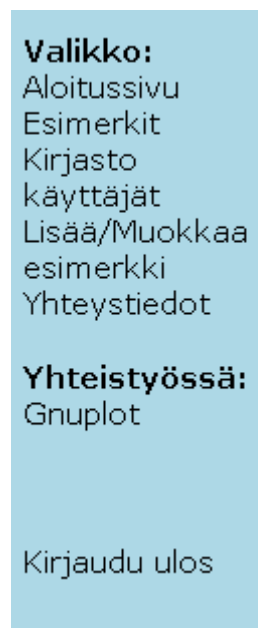 Valikko:
Aloitussivu
Esimerkit
Kirjasto
käyttäjät
Lisää/Muokkaa
esimerkki
Yhteystiedot
Yhteistyössä:
Gnuplot
Kirjaudu ulos